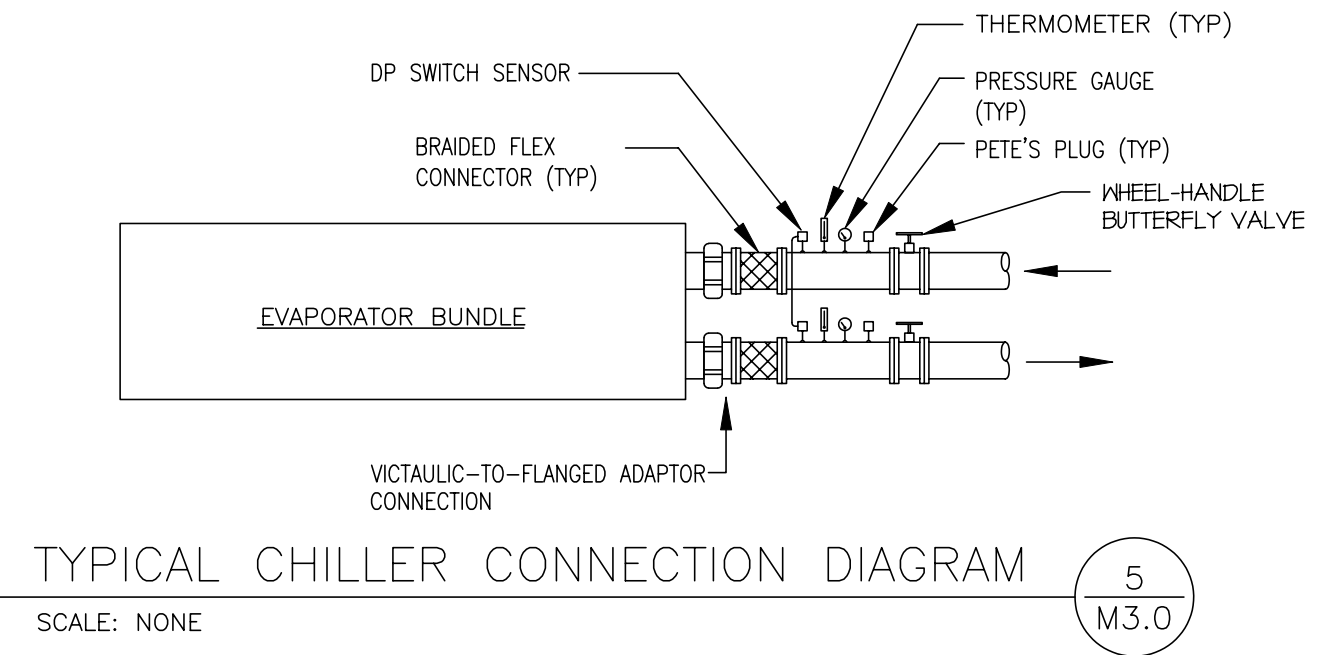 THERMOMETER (TYP)
DP SWITCH SENSOR
PRESSURE GAUGE
(TYP)
BRAIDED FLEX
CONNECTOR (TYP)
PETE'S PLUG (TYP)
WHEEL-HANDLE
BUTTERFLY VALVE
EVAPORATOR BUNDLE
VICTAULIC-TO-FLANGED ADAPTOR
CONNECTION
TYPICAL CHILLER CONNECTION DIAGRAM
5
M3.0
SCALE: NONE